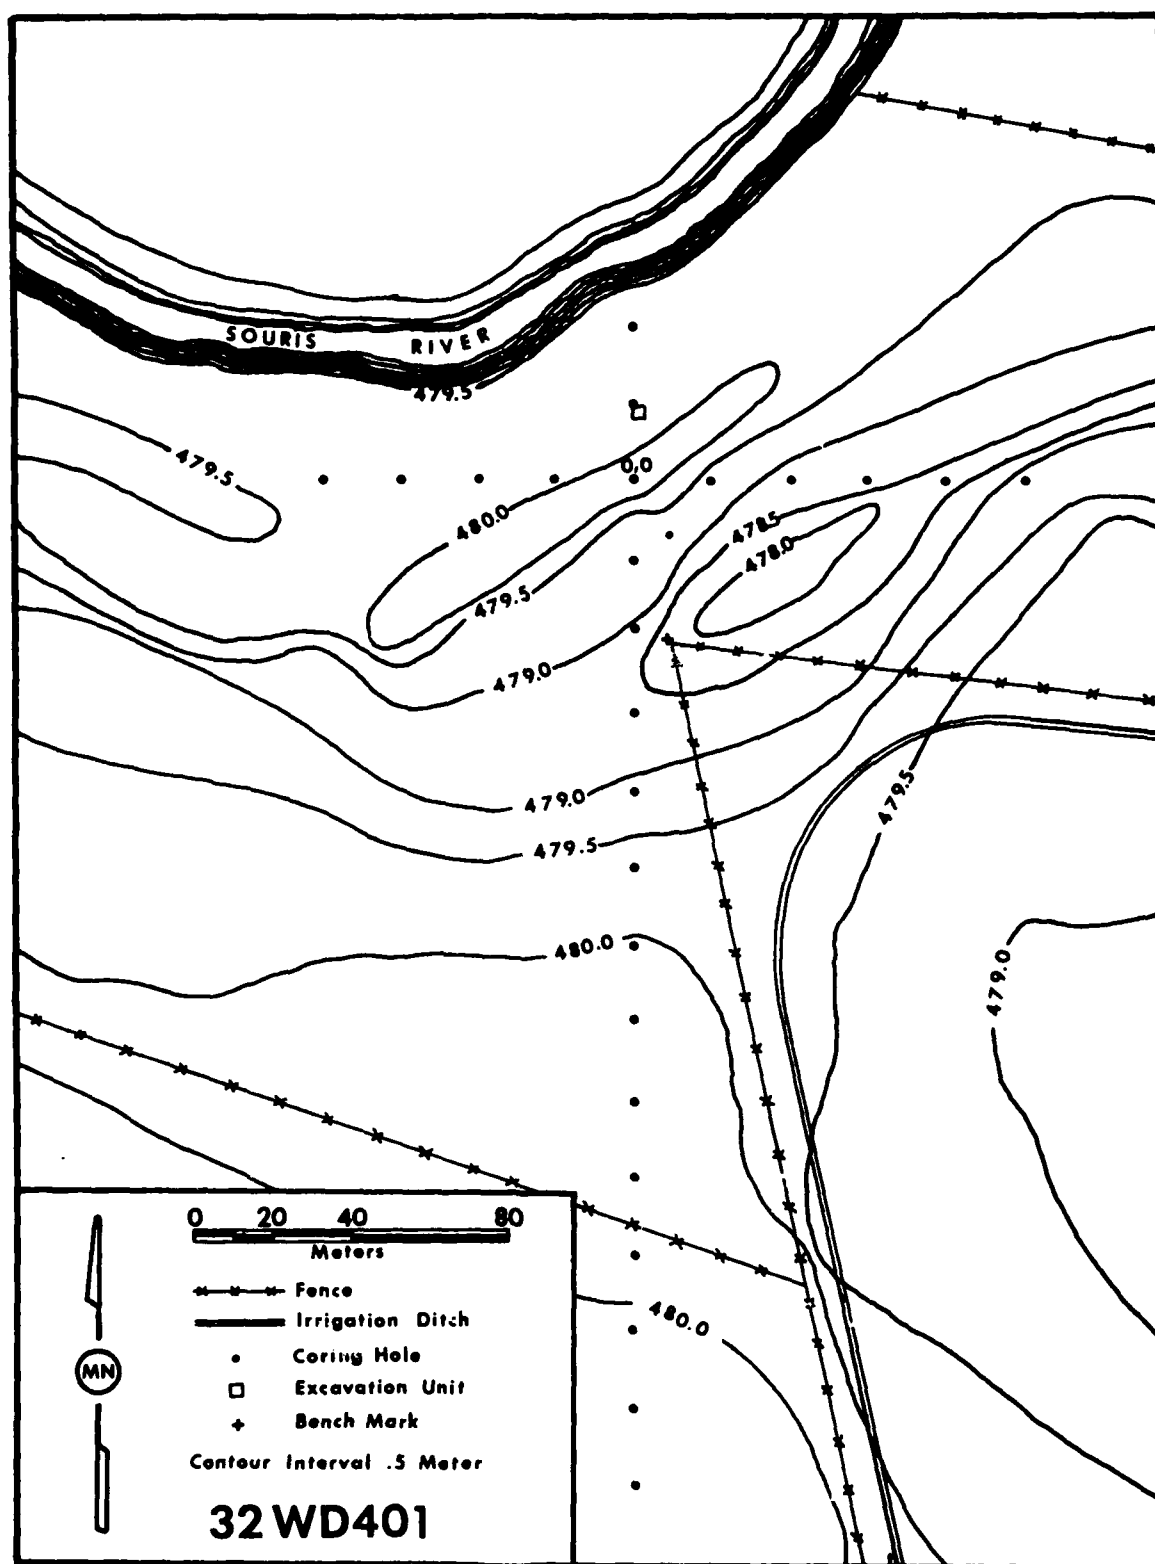 SOURIS RIVER
479.5
479.5
0,0
480.0
478.5
478.0
479.5
479.0
479.0
479.5
479.5
480.0
479.0
480.0
0 20 40 80
Meters
Fence
Irrigation Ditch
Coring Hole
Excavation Unit
MN
Bench Mark
Contour Interval .5 Meter
32WD401